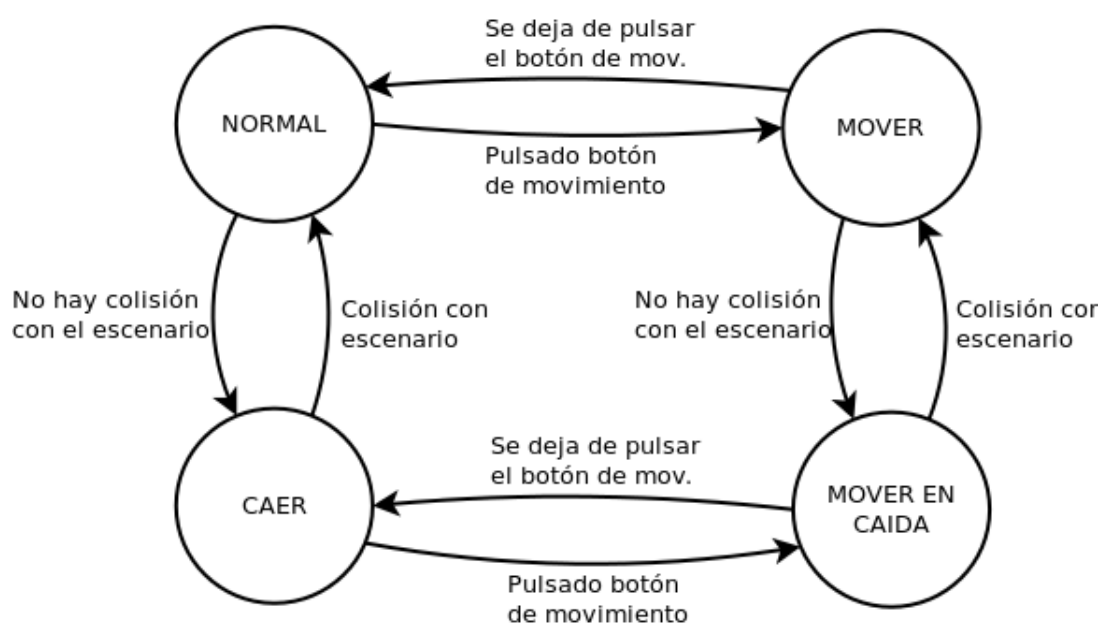 Se deja de pulsar
el botón de mov.
NORMAL
MOVER
Pulsado botón
de movimiento
No hay colisión
con el escenario
Colisión con
escenario
No hay colisión
con el escenario
Colisión con
escenario
Se deja de pulsar
el botón de mov.
CAER
MOVER EN
CAIDA
Pulsado botón
de movimiento